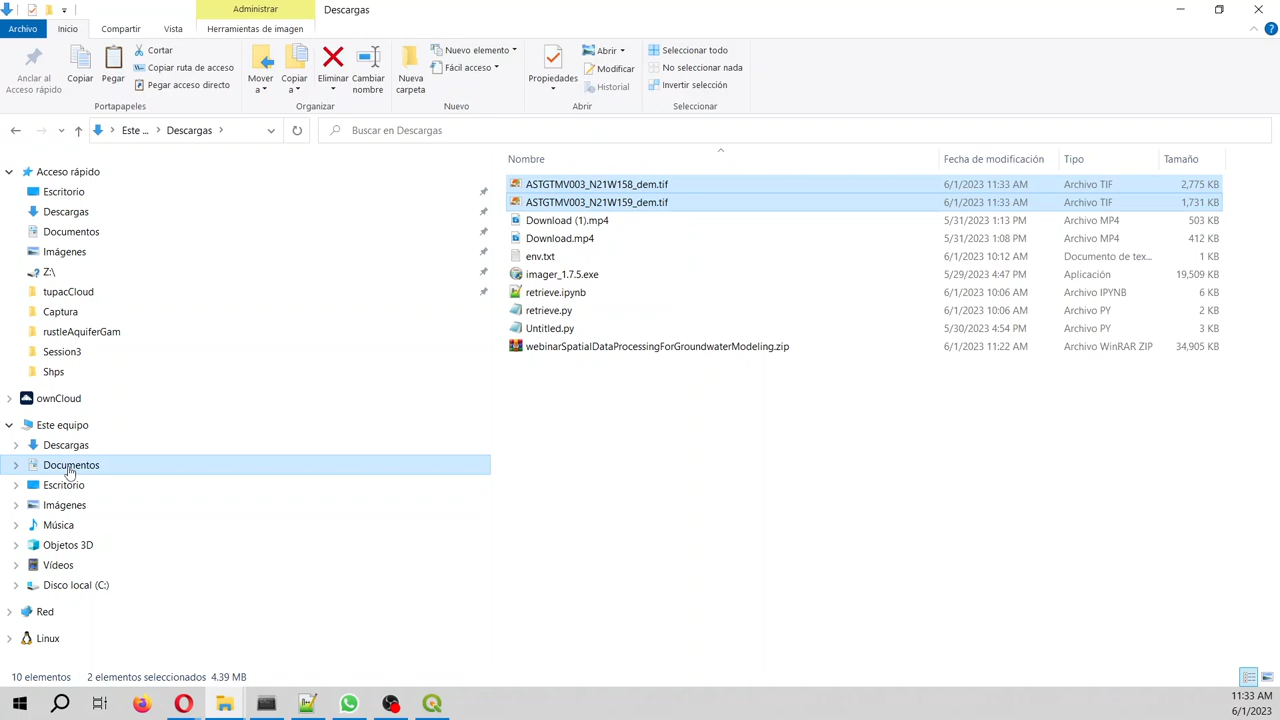 Administrar
Descargas
Archivo
Inicio
Compartir
Vista
Herramientas de imagen
Anclar al
Acceso rápido
Copiar
Pegar
Cortar
Copiar ruta de acceso
Pegar acceso directo
Portapapeles
Mover
a
Copiar
a
Eliminar
Cambiar
nombre
Organizar
Nueva
carpeta
Nuevo elemento
Fácil acceso
Nuevo
Propiedades
Abrir
Modificar
Historial
Abrir
Seleccionar todo
No seleccionar nada
Invertir selección
Seleccionar
Este ... > Descargas >
Buscar en Descargas
Acceso rápido
Escritorio
Descargas
Documentos
Imágenes
Z:\
tupacCloud
Captura
rustleAquiferGam
Session3
Shps
ownCloud
Este equipo
Descargas
Documentos
Escritorio
Imágenes
Música
Objetos 3D
Vídeos
Disco local (C:)
Red
Linux
Nombre Fecha de modificación Tipo Tamaño
ASTGTMV003_N21W158_dem.tif 6/1/2023 11:33 AM Archivo TIF 2,775 KB
ASTGTMV003_N21W159_dem.tif 6/1/2023 11:33 AM Archivo TIF 1,731 KB
Download (1).mp4 5/31/2023 1:13 PM Archivo MP4 503 KB
Download.mp4 5/31/2023 1:08 PM Archivo MP4 412 KB
env.txt 6/1/2023 10:12 AM Documento de tex... 1 KB
imager_1.7.5.exe 5/29/2023 4:47 PM Aplicación 19,509 KB
retrieve.ipynb 6/1/2023 10:06 AM Archivo IPYNB 6 KB
retrieve.py 6/1/2023 10:06 AM Archivo PY 2 KB
Untitled.py 5/30/2023 4:54 PM Archivo PY 3 KB
webinarSpatialDataProcessingForGroundwaterModeling.zip 6/1/2023 11:22 AM Archivo WinRAR ZIP 34,905 KB
10 elementos 2 elementos seleccionados 4.39 MB
11:33 AM
6/1/2023